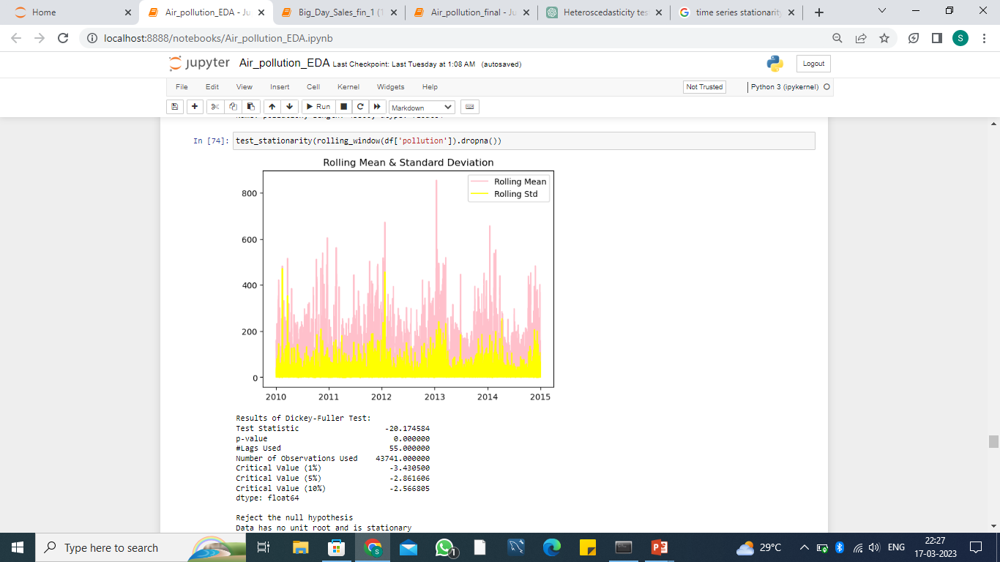 Home
Air_pollution_EDA - Ju
Big_Day_Sales_fin_1 (1
Air_pollution_final - Ju
Heteroscedasticity tes
time series stationarity
localhost:8888/notebooks/Air_pollution_EDA.ipynb
S
jupyter Air_pollution_EDA Last Checkpoint: Last Tuesday at 1:08 AM (autosaved)
Logout
File Edit View Insert Cell Kernel Widgets Help
Not Trusted
Python 3 (ipykernel)
Run
Markdown
In [74]: test_stationarity(rolling_window(df['pollution']).dropna())
Rolling Mean & Standard Deviation
Rolling Mean
Rolling Std
800
600
400
200
0
2010 2011 2012 2013 2014 2015
Results of Dickey-Fuller Test:
Test Statistic -20.174584
p-value 0.000000
#Lags Used 55.000000
Number of Observations Used 43741.000000
Critical Value (1%) -3.430500
Critical Value (5%) -2.861606
Critical Value (10%) -2.566805
dtype: float64
Reject the null hypothesis
Data has no unit root and is stationary
Type here to search
1
29°C
ENG
22:27
17-03-2023